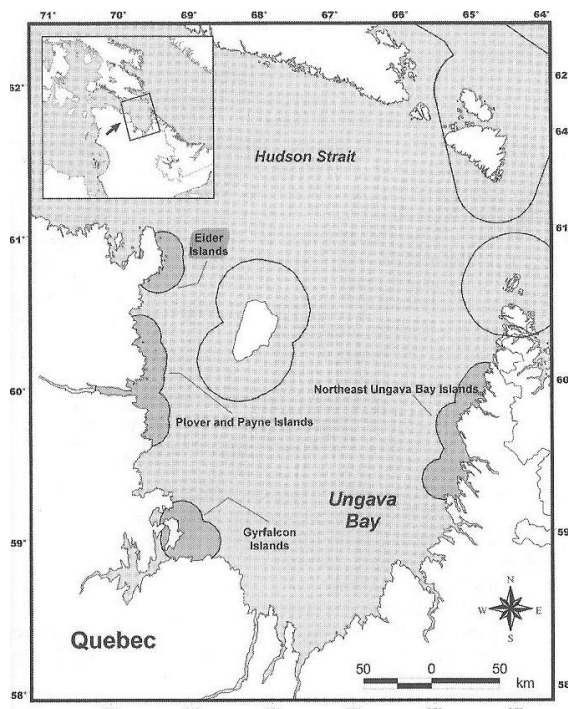 71° 70° 69° 68° 67° 66° 65° 64°
62°
62
64
Hudson Strait
61°
61
Eider
Islands
60°
60
Northeast Ungava Bay Islands
Plover and Payne Islands
Ungava
Bay
59°
59
Gyrfalcon
Islands
N
W E
S
Quebec
50 0 50
km
58°
58